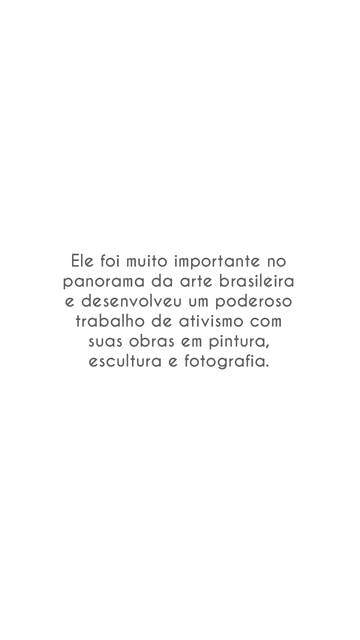 Ele foi muito importante no
panorama da arte brasileira
e desenvolveu um poderoso
trabalho de ativismo com
suas obras em pintura,
escultura e fotografia.